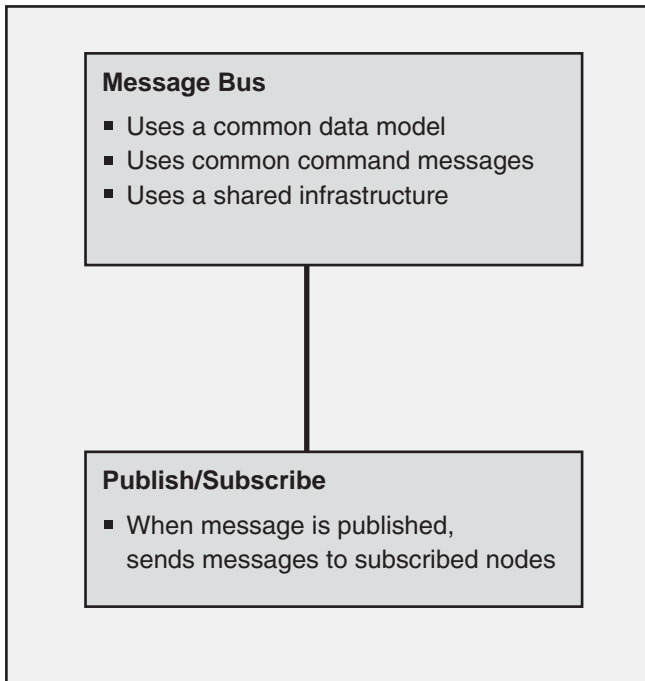 Message Bus
▪ Uses a common data model
▪ Uses common command messages
▪ Uses a shared infrastructure
Publish/Subscribe
▪ When message is published,
sends messages to subscribed nodes